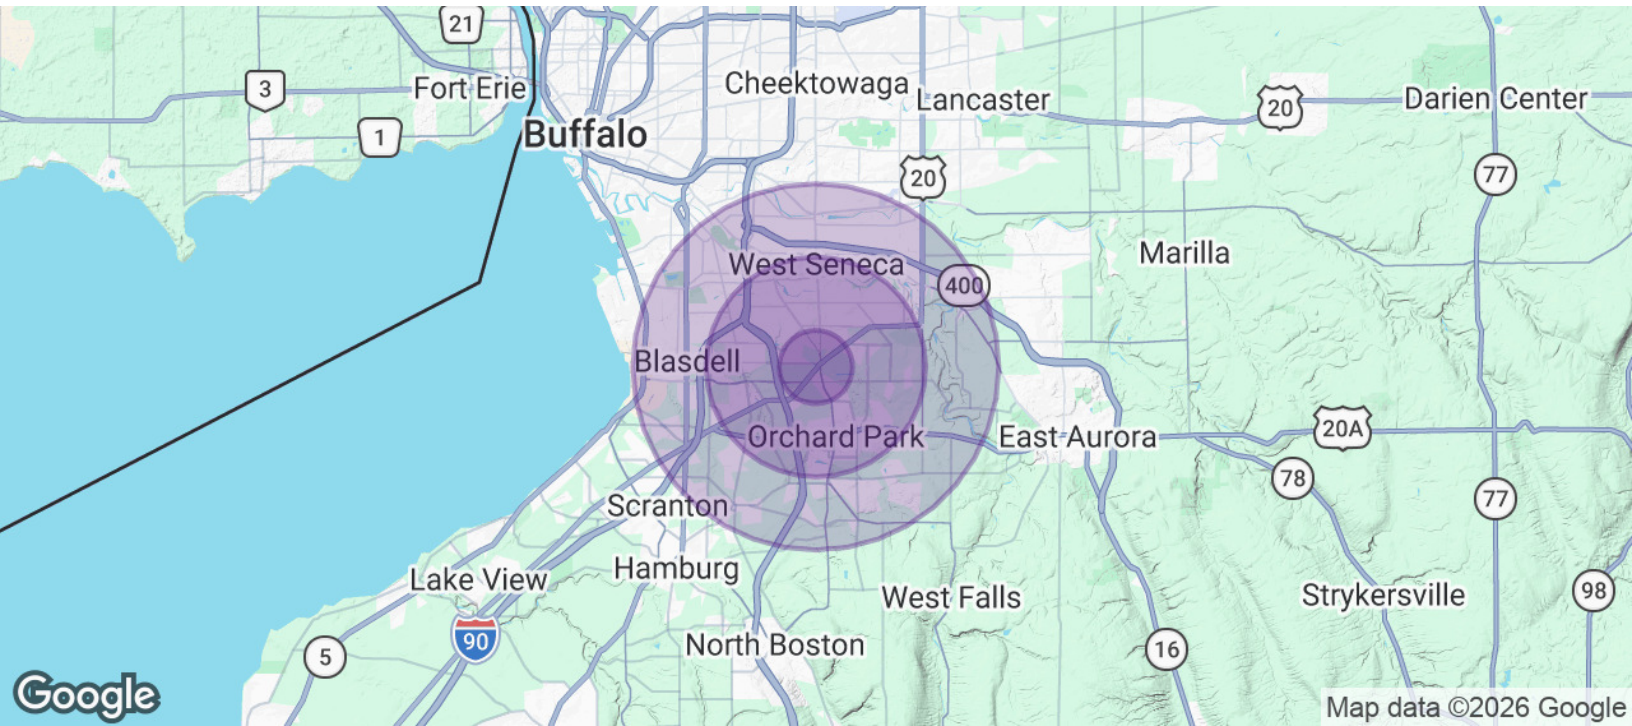 21
3
Fort Erie
Cheektowaga
Lancaster
20
Darien Center
1
Buffalo
20
77
West Seneca
400
Marilla
Blasdell
Orchard Park
East Aurora
20A
78
77
Scranton
Lake View
Hamburg
West Falls
Strykersville
98
90
5
North Boston
16
Google
Map data ©2026 Google